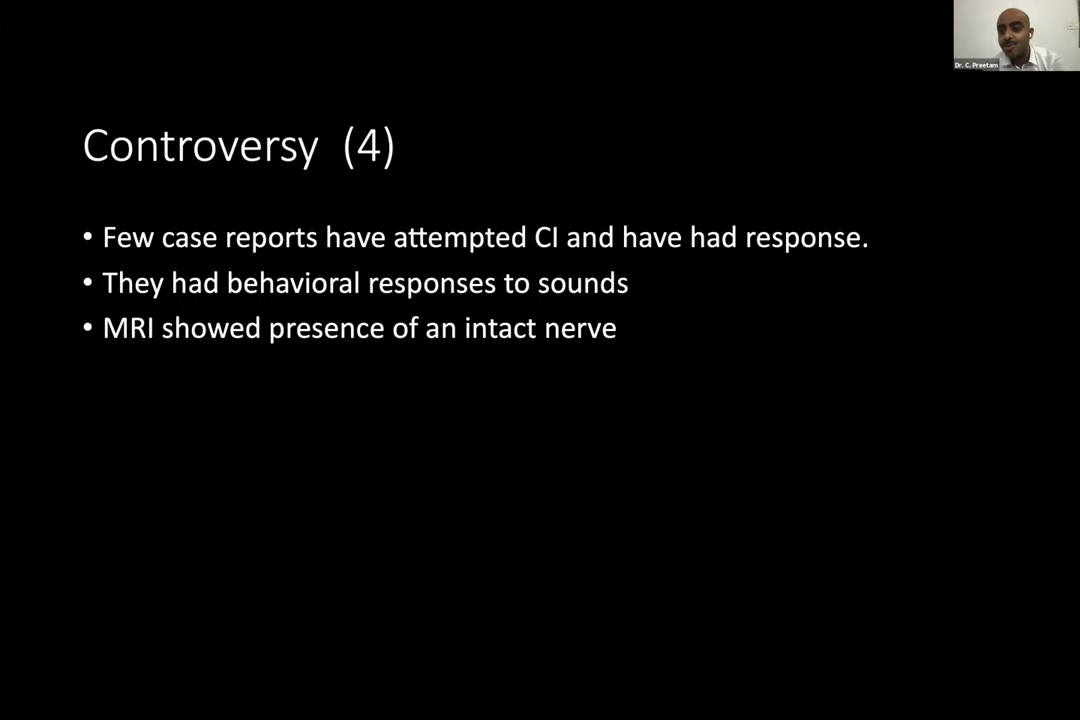 Dr. C. Preetam
Controversy (4)
• Few case reports have attempted CI and have had response.
• They had behavioral responses to sounds
• MRI showed presence of an intact nerve